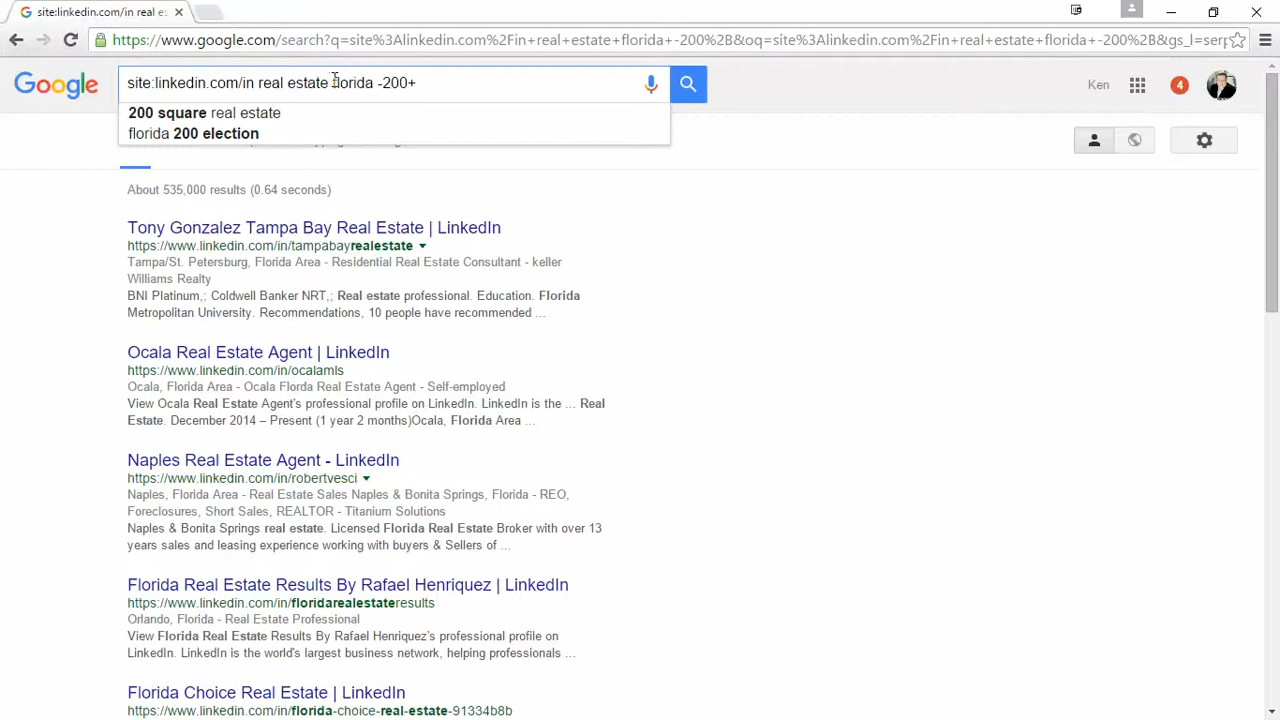 site:linkedin.com/in real es
https://www.google.com/search?q=site%3Alinkedin.com%2Fin+real+estate+florida+-200%2B&oq=site%3Alinkedin.com%2Fin+real+estate+florida+-200%2B&gs_l=serp
Google
site:linkedin.com/in real estate florida -200+
Ken
4
200 square real estate
florida 200 election
About 535,000 results (0.64 seconds)
Tony Gonzalez Tampa Bay Real Estate | LinkedIn
https://www.linkedin.com/in/tampabayrealestate
Tampa/St. Petersburg, Florida Area - Residential Real Estate Consultant - keller
Williams Realty
BNI Platinum,; Coldwell Banker NRT,; Real estate professional. Education. Florida
Metropolitan University. Recommendations, 10 people have recommended ...
Ocala Real Estate Agent | LinkedIn
https://www.linkedin.com/in/ocalamls
Ocala, Florida Area - Ocala Florda Real Estate Agent - Self-employed
View Ocala Real Estate Agent's professional profile on LinkedIn. LinkedIn is the ... Real
Estate. December 2014 – Present (1 year 2 months)Ocala, Florida Area ...
Naples Real Estate Agent - LinkedIn
https://www.linkedin.com/in/robertvesci
Naples, Florida Area - Real Estate Sales Naples & Bonita Springs, Florida - REO,
Foreclosures, Short Sales, REALTOR - Titanium Solutions
Naples & Bonita Springs real estate. Licensed Florida Real Estate Broker with over 13
years sales and leasing experience working with buyers & Sellers of ...
Florida Real Estate Results By Rafael Henriquez | LinkedIn
https://www.linkedin.com/in/floridarealestateresults
Orlando, Florida - Real Estate Professional
View Florida Real Estate Results By Rafael Henriquez's professional profile on
LinkedIn. LinkedIn is the world's largest business network, helping professionals ...
Florida Choice Real Estate | LinkedIn
https://www.linkedin.com/in/florida-choice-real-estate-91334b8b